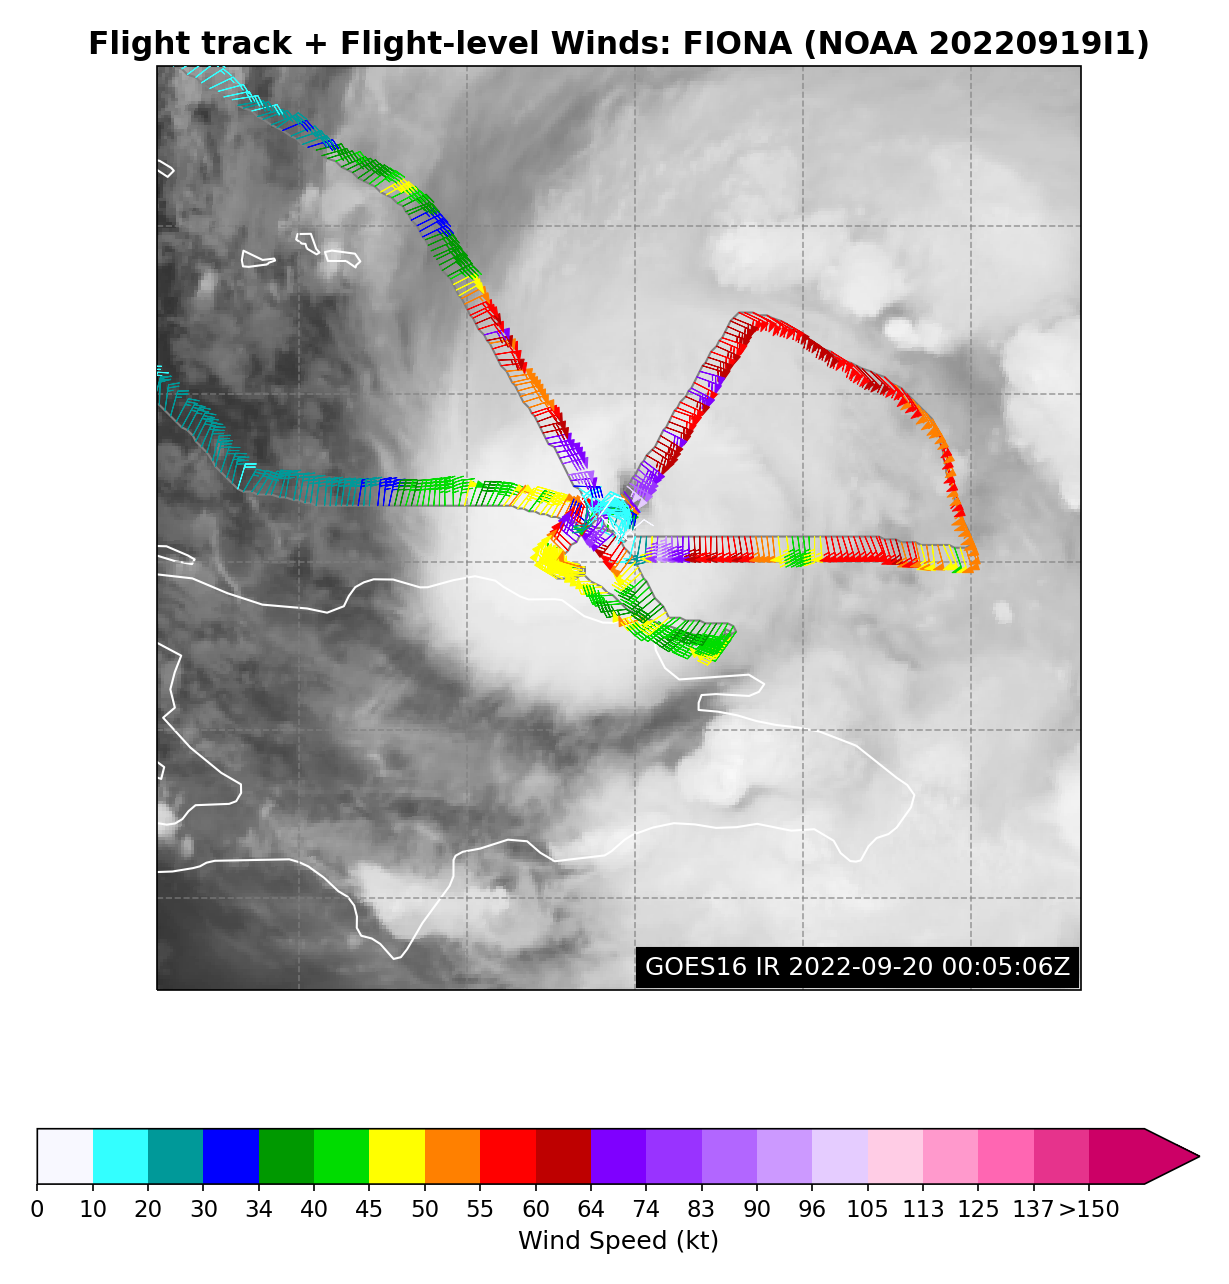 Flight track + Flight-level Winds: FIONA (NOAA 20220919I1)
GOES16 IR 2022-09-20 00:05:06Z
0 10 20 30 34 40 45 50 55 60 64 74 83 90 96 105 113 125 137 >150
Wind Speed (kt)